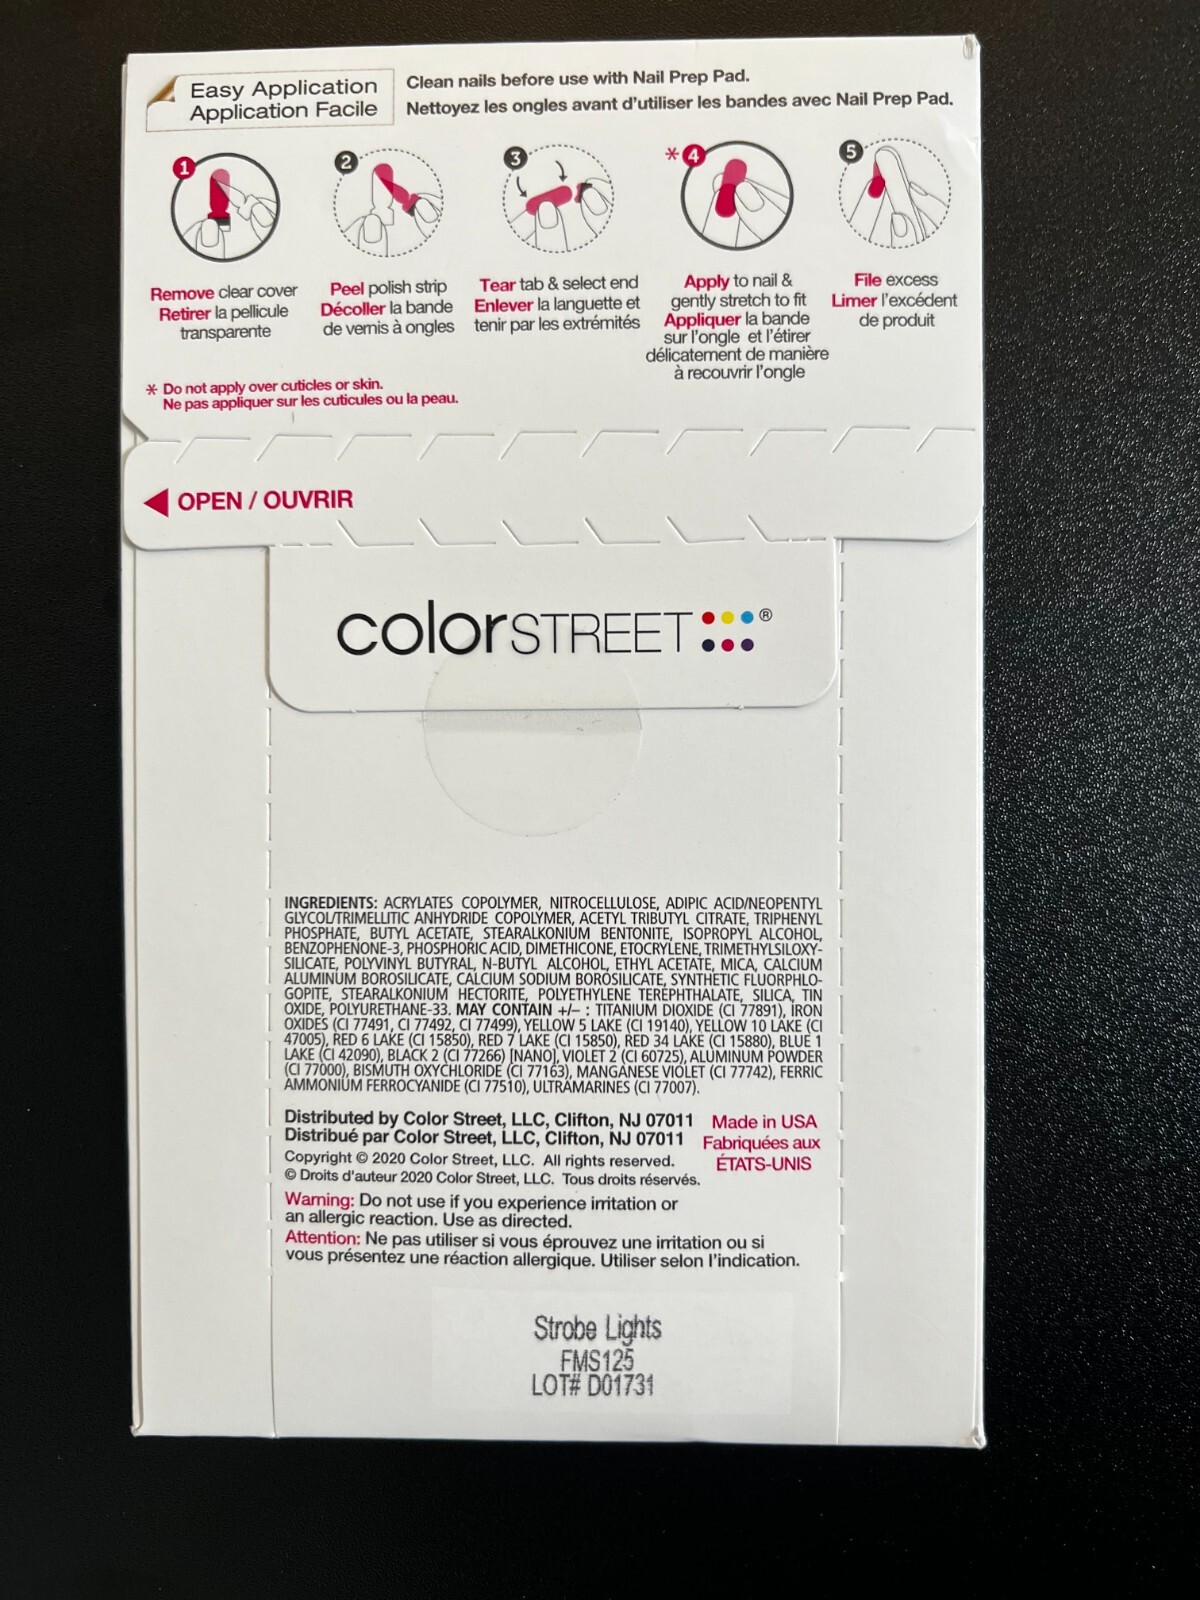 Easy Application
Application Facile
Clean nails before use with Nail Prep Pad.
Nettoyez les ongles avant d'utiliser les bandes avec Nail Prep Pad.
1
2
3
*4
5
Remove clear cover
Retirer la pellicule
transparente
Peel polish strip
Décoller la bande
de vernis à ongles
Tear tab & select end
Enlever la languette et
tenir par les extrémités
Apply to nail &
gently stretch to fit
Appliquer la bande
sur l'ongle et l'étirer
délicatement de manière
à recouvrir l'ongle
File excess
Limer l'excédent
de produit
* Do not apply over cuticles or skin.
Ne pas appliquer sur les cuticules ou la peau.
OPEN / OUVRIR
colorSTREET ®
INGREDIENTS: ACRYLATES COPOLYMER, NITROCELLULOSE, ADIPIC ACID/NEOPENTYL
GLYCOL/TRIMELLITIC ANHYDRIDE COPOLYMER, ACETYL TRIBUTYL CITRATE, TRIPHENYL
PHOSPHATE, BUTYL ACETATE, STEARALKONIUM BENTONITE, ISOPROPYL ALCOHOL,
BENZOPHENONE-3, PHOSPHORIC ACID, DIMETHICONE, ETOCRYLENE, TRIMETHYLSILOXY-
SILICATE, POLYVINYL BUTYRAL, N-BUTYL ALCOHOL, ETHYL ACETATE, MICA, CALCIUM
ALUMINUM BOROSILICATE, CALCIUM SODIUM BOROSILICATE, SYNTHETIC FLUORPHLO-
GOPITE, STEARALKONIUM HECTORITE, POLYETHYLENE TEREPHTHALATE, SILICA, TIN
OXIDE, POLYURETHANE-33. MAY CONTAIN +/– : TITANIUM DIOXIDE (CI 77891), IRON
OXIDES (CI 77491, CI 77492, CI 77499), YELLOW 5 LAKE (CI 19140), YELLOW 10 LAKE (CI
47005), RED 6 LAKE (CI 15850), RED 7 LAKE (CI 15850), RED 34 LAKE (CI 15880), BLUE 1
LAKE (CI 42090), BLACK 2 (CI 77266) [NANO], VIOLET 2 (CI 60725), ALUMINUM POWDER
(CI 77000), BISMUTH OXYCHLORIDE (CI 77163), MANGANESE VIOLET (CI 77742), FERRIC
AMMONIUM FERROCYANIDE (CI 77510), ULTRAMARINES (CI 77007).
Distributed by Color Street, LLC, Clifton, NJ 07011
Distribué par Color Street, LLC, Clifton, NJ 07011
Made in USA
Fabriquées aux
ÉTATS-UNIS
Copyright © 2020 Color Street, LLC. All rights reserved.
© Droits d'auteur 2020 Color Street, LLC. Tous droits réservés.
Warning: Do not use if you experience irritation or
an allergic reaction. Use as directed.
Attention: Ne pas utiliser si vous éprouvez une irritation ou si
vous présentez une réaction allergique. Utiliser selon l'indication.
Strobe Lights
FMS125
LOT# D01731